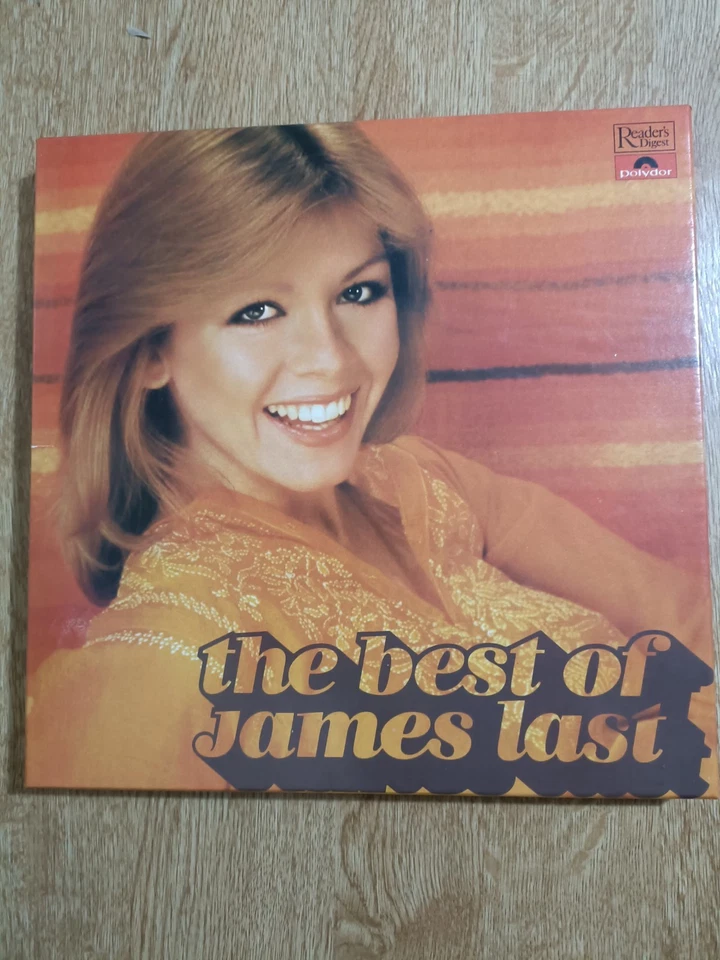 Reader's
Digest
polydor
the best of
james last